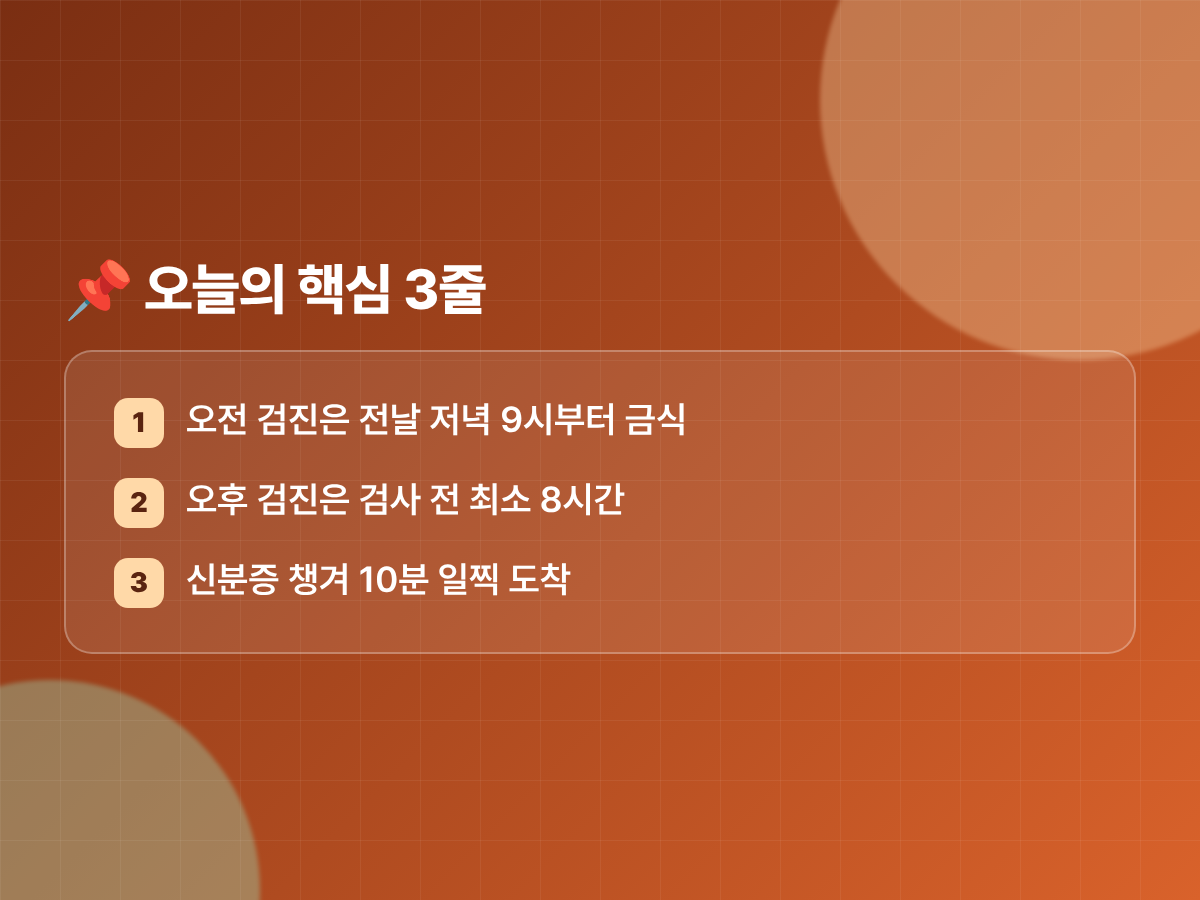 📌 오늘의 핵심 3줄
1 오전 검진은 전날 저녁 9시부터 금식
2 오후 검진은 검사 전 최소 8시간
3 신분증 챙겨 10분 일찍 도착